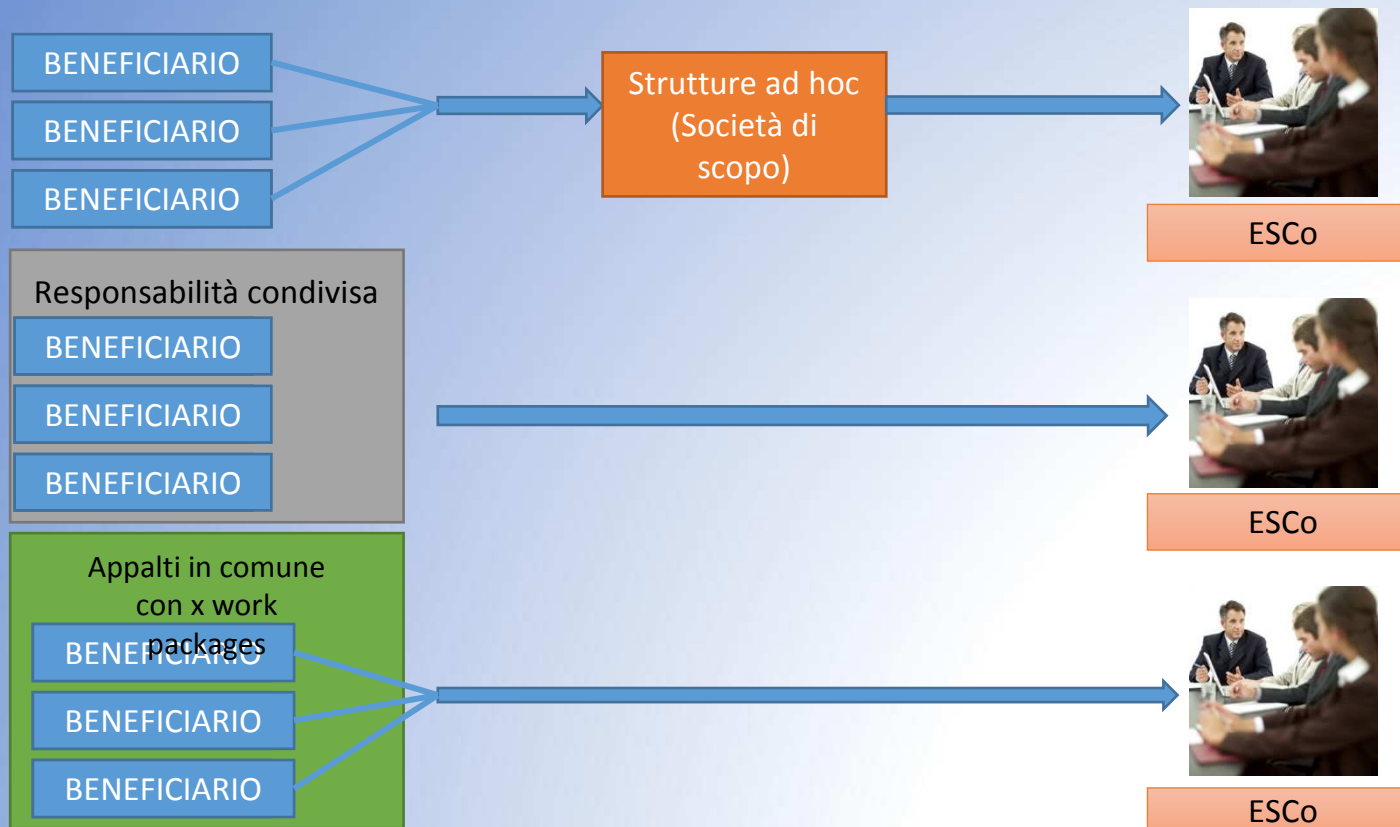 BENEFICIARIO
BENEFICIARIO
BENEFICIARIO
Strutture ad hoc
(Società di
scopo)
ESCo
Responsabilità condivisa
BENEFICIARIO
BENEFICIARIO
BENEFICIARIO
ESCo
Appalti in comune
con x work
packages
BENEFICIARIO
BENEFICIARIO
BENEFICIARIO
ESCo